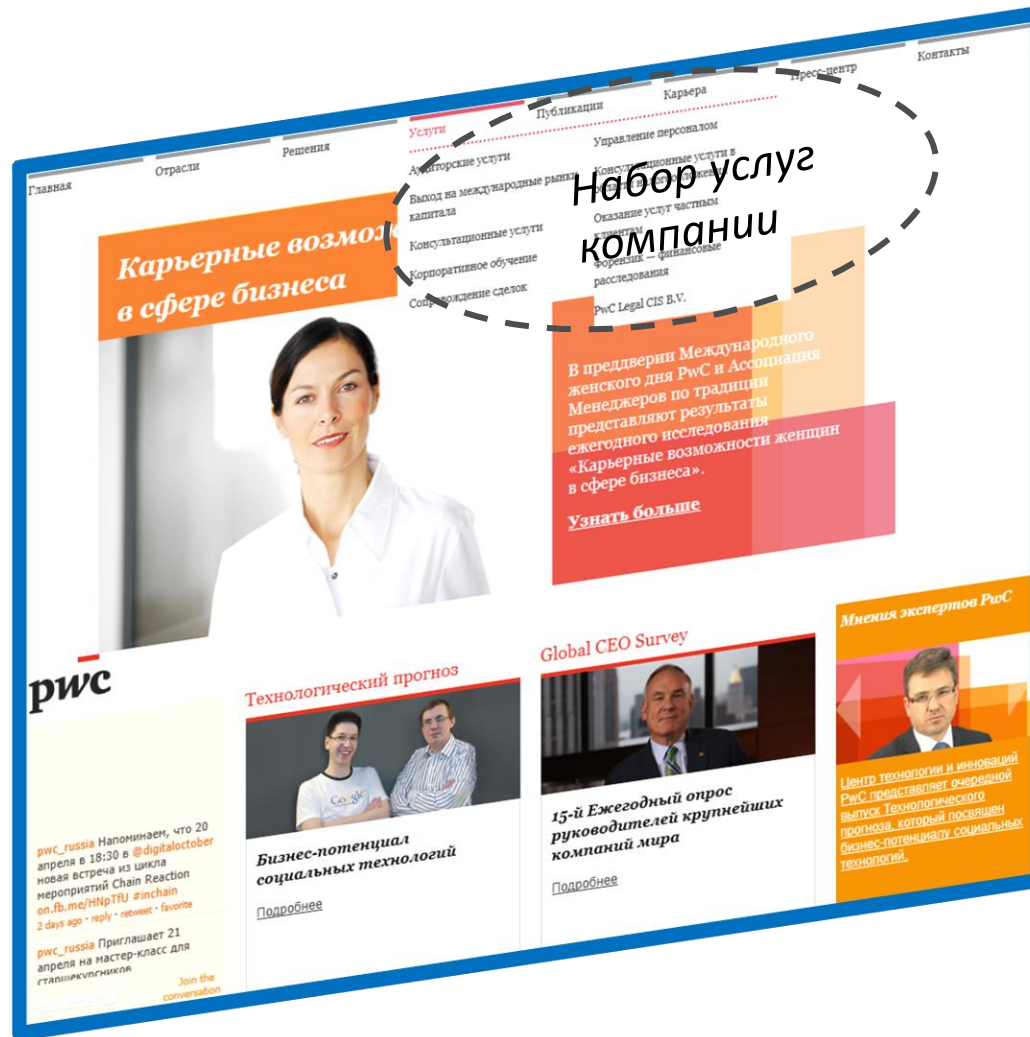 Главная
Отрасли
Решения
Услуги
Публикации
Карьера
Пресс-центр
Контакты
Аудиторские услуги
Выход на международные рынки
капитала
Консультационные услуги
Корпоративное обучение
Сопровождение сделок
Управление персоналом
Консультационные услуги в
области налогообложения
Оказание услуг частным
клиентам
Форензик — финансовые
расследования
PwC Legal CIS B.V.
Набор услуг
компании
Карьерные
в сфере бизнеса
В преддверии Международного
женского дня PwC и Ассоциация
Менеджеров по традиции
представляют результаты
ежегодного исследования
«Карьерные возможности женщин
в сфере бизнеса».
Узнать больше
pwc
pwc_russia Напоминаем, что 20
апреля в 18:30 в @digitaloctober
новая встреча из цикла
мероприятий Chain Reaction
on.fb.me/HNpTfU #inchain
2 days ago · reply · retweet · favorite
pwc_russia Приглашает 21
апреля на мастер-класс для
старшекурсников
Join the
conversation
Технологический прогноз
Google
Бизнес-потенциал
социальных технологий
Подробнее
Global CEO Survey
15-й Ежегодный опрос
руководителей крупнейших
компаний мира
Подробнее
Мнения экспертов PwC
Центр технологии и инноваций
PwC представляет очередной
выпуск Технологического
прогноза, который посвящен
бизнес-потенциалу социальных
технологий.